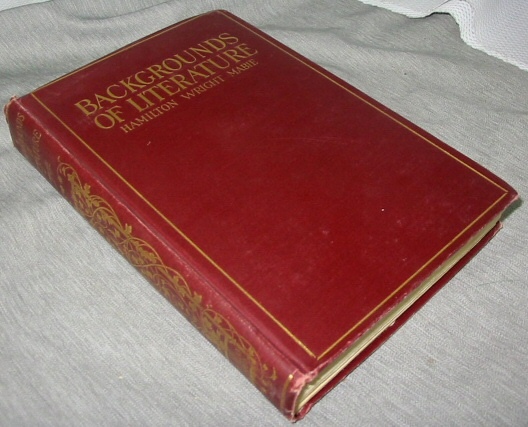 BACKGROUNDS
OF LITERATURE
HAMILTON WRIGHT MABIE